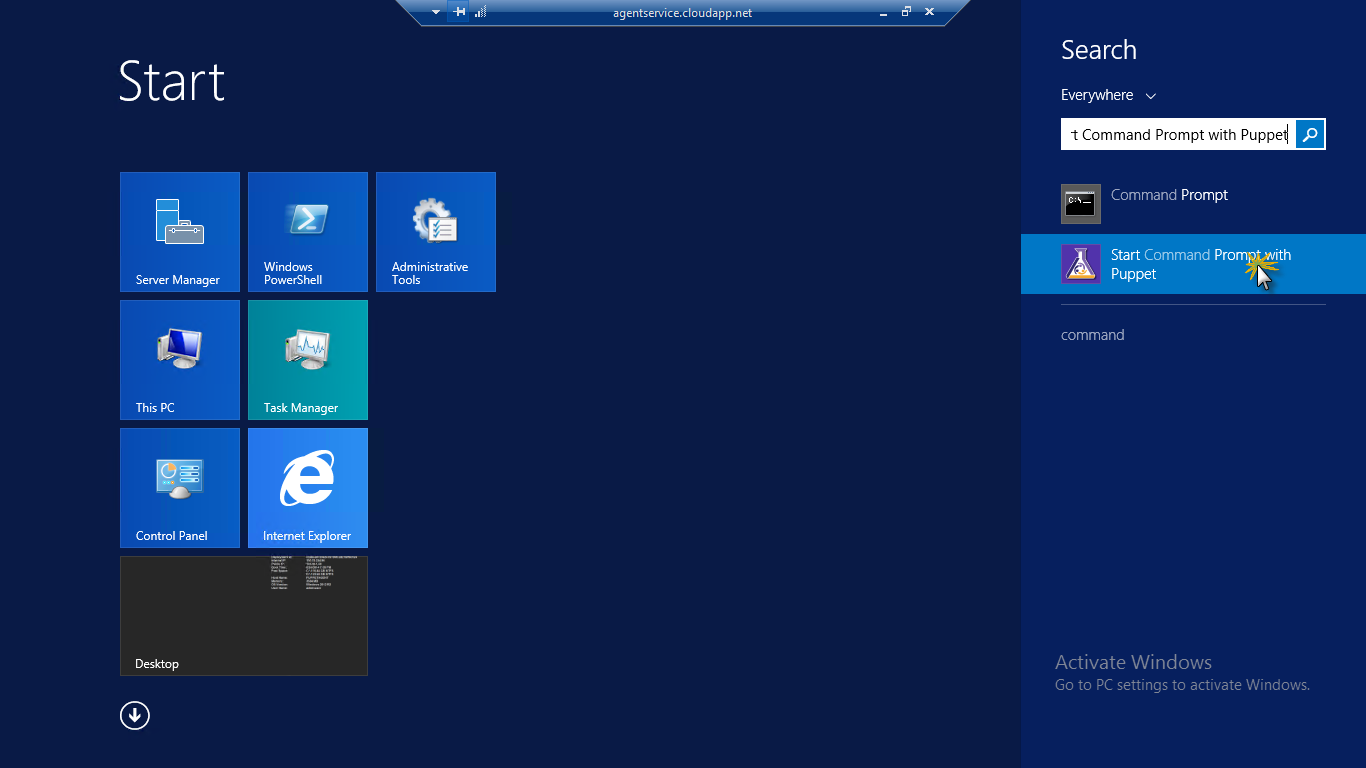 agentservice.cloudapp.net
Start
Search
Everywhere
t Command Prompt with Puppet
Command Prompt
Start Command Prompt with
Puppet
command
Server Manager
Windows
PowerShell
Administrative
Tools
This PC
Task Manager
Control Panel
Internet Explorer
Desktop
Activate Windows
Go to PC settings to activate Windows.